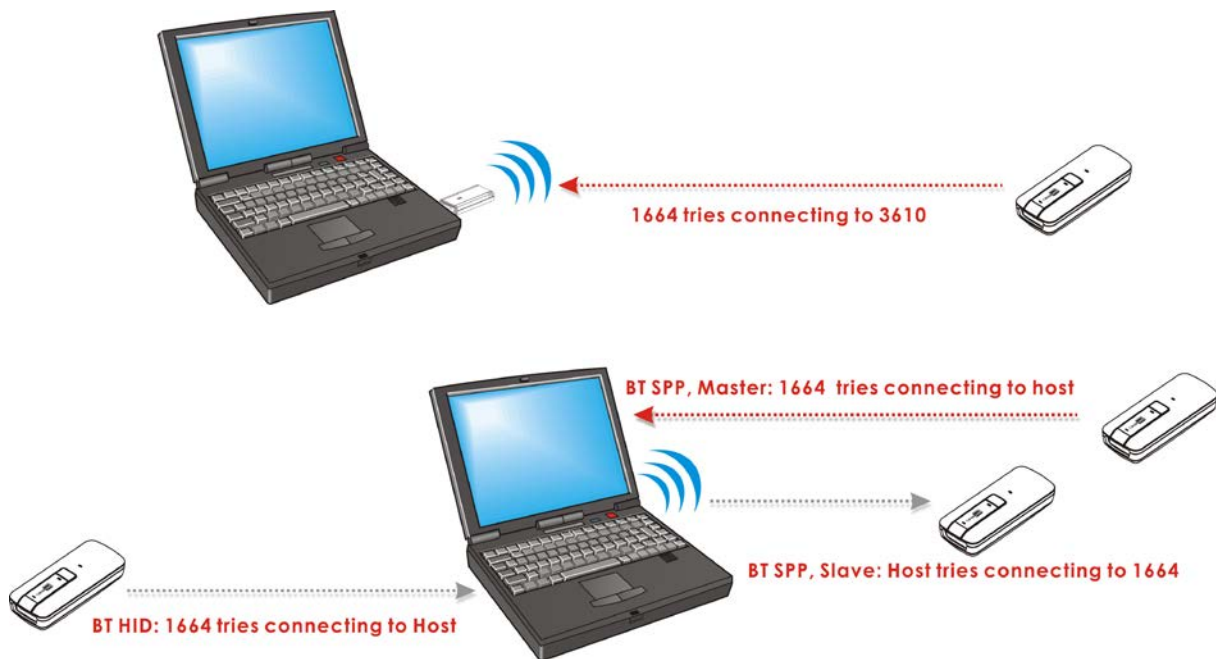 1664 tries connecting to 3610
BT SPP, Master: 1664 tries connecting to host
BT SPP, Slave: Host tries connecting to 1664
BT HID: 1664 tries connecting to Host